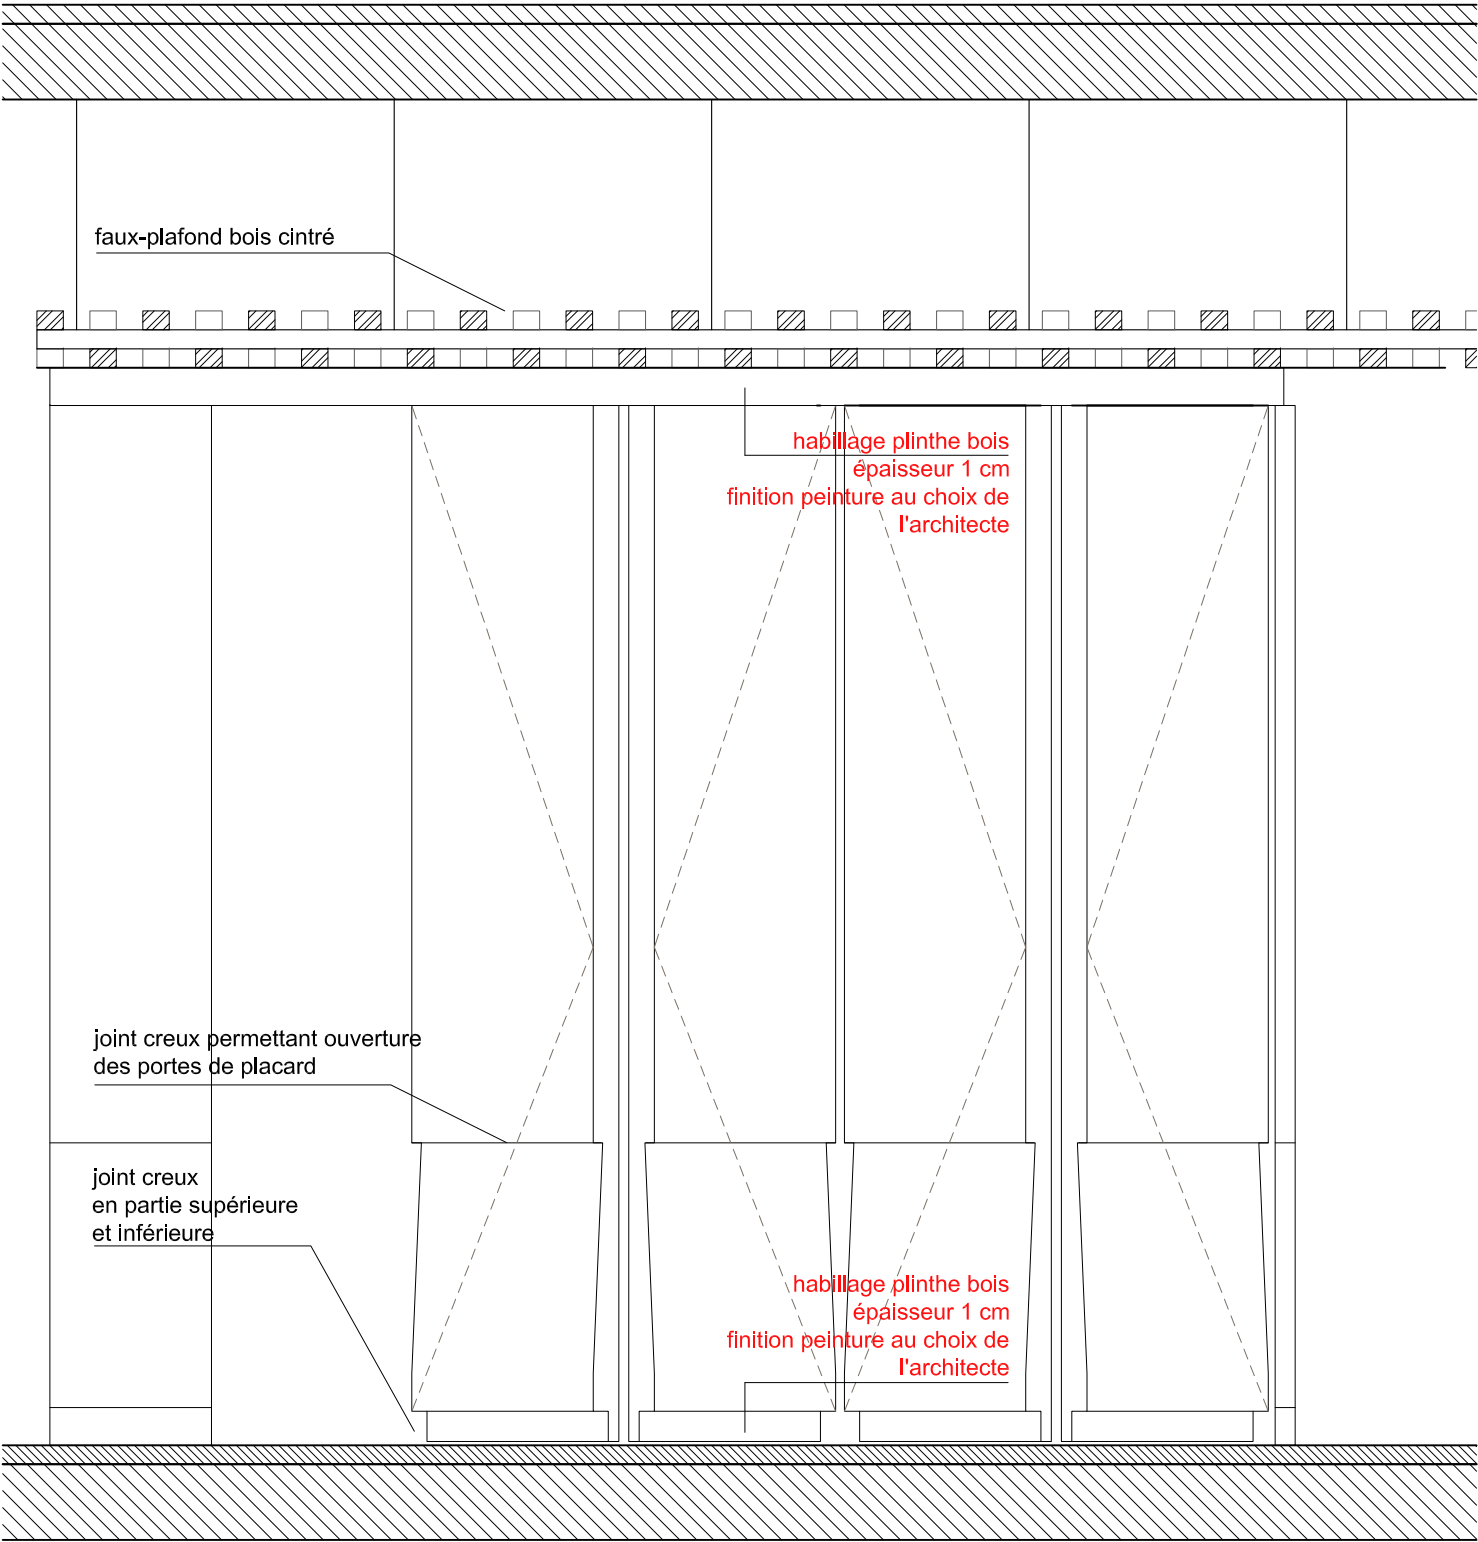 faux-plafond bois cintré
habillage plinthe bois
épaisseur 1 cm
finition peinture au choix de
l'architecte
joint creux permettant ouverture
des portes de placard
joint creux
en partie supérieure
et inférieure
habillage plinthe bois
épaisseur 1 cm
finition peinture au choix de
l'architecte